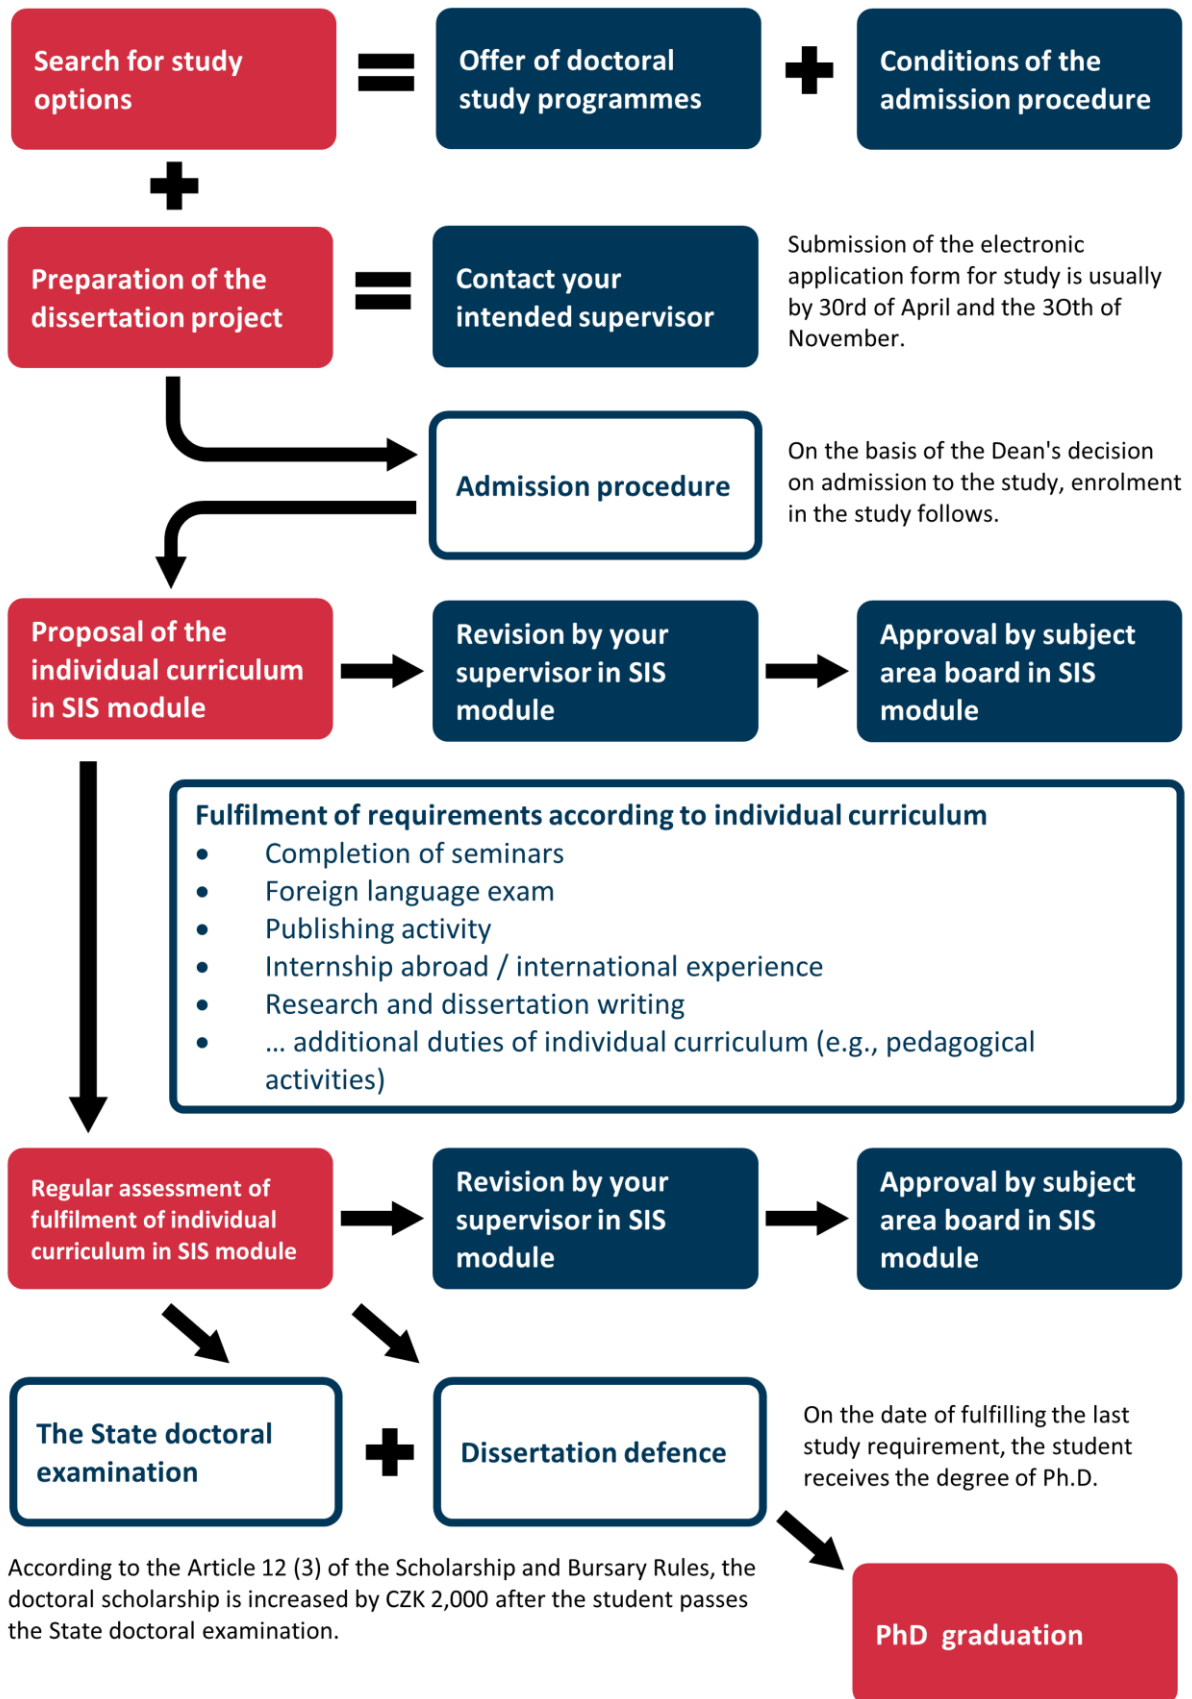 Search for study
options
=
Offer of doctoral
study programmes
+
Conditions of the
admission procedure
+
Preparation of the
dissertation project
=
Contact your
intended supervisor
Submission of the electronic
application form for study is usually
by 30rd of April and the 3Oth of
November.
Admission procedure
On the basis of the Dean's decision
on admission to the study, enrolment
in the study follows.
Proposal of the
individual curriculum
in SIS module
Revision by your
supervisor in SIS
module
Approval by subject
area board in SIS
module
Fulfilment of requirements according to individual curriculum
• Completion of seminars
• Foreign language exam
• Publishing activity
• Internship abroad / international experience
• Research and dissertation writing
• ... additional duties of individual curriculum (e.g., pedagogical
activities)
Regular assessment of
fulfilment of individual
curriculum in SIS module
Revision by your
supervisor in SIS
module
Approval by subject
area board in SIS
module
The State doctoral
examination
+
Dissertation defence
On the date of fulfilling the last
study requirement, the student
receives the degree of Ph.D.
According to the Article 12 (3) of the Scholarship and Bursary Rules, the
doctoral scholarship is increased by CZK 2,000 after the student passes
the State doctoral examination.
PhD graduation